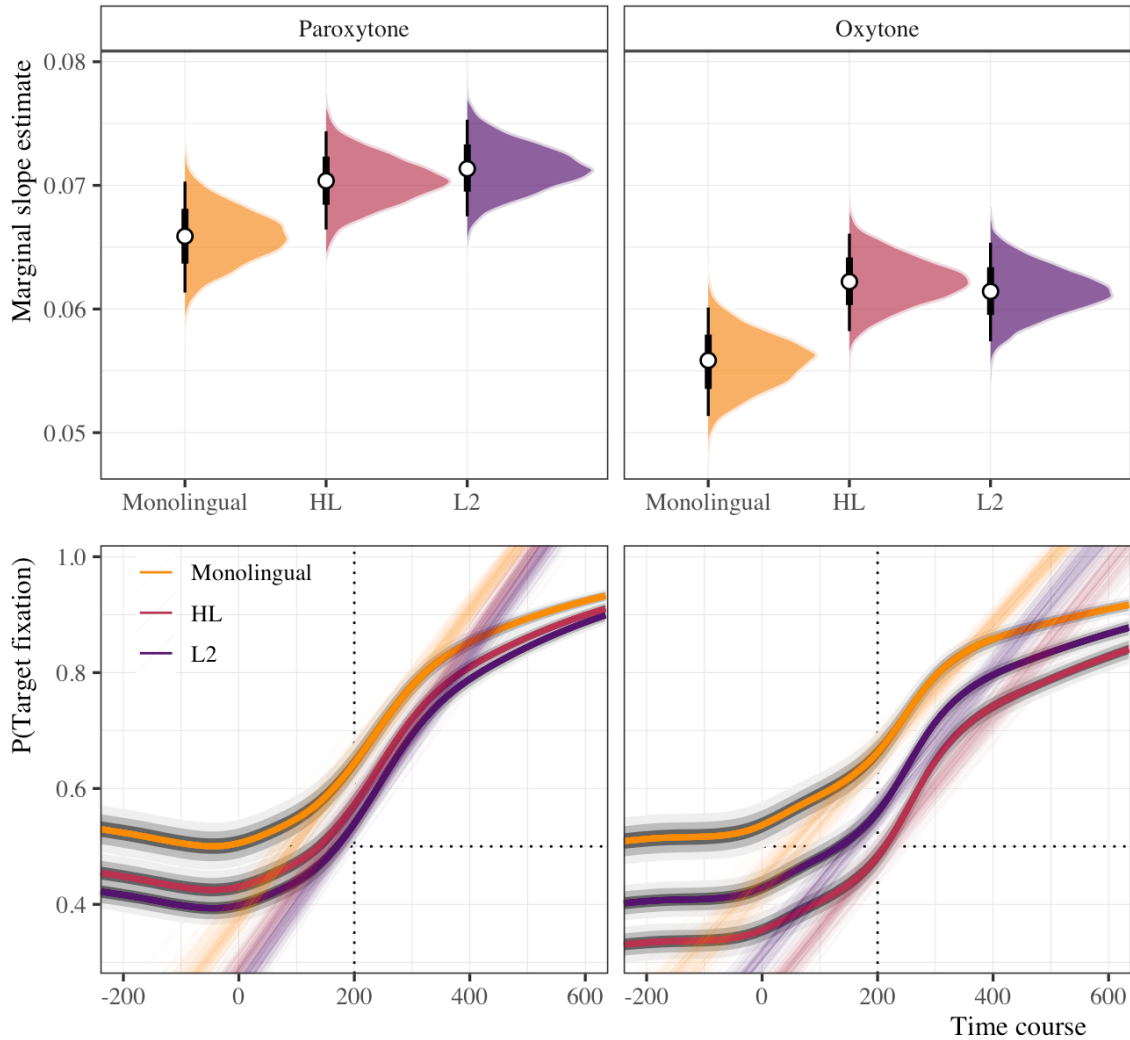 Paroxytone
Oxytone
Marginal slope estimate
0.08
0.07
0.06
0.05
Monolingual HL L2
Monolingual HL L2
P(Target fixation)
1.0
0.8
0.6
0.4
Monolingual
HL
L2
-200 0 200 400 600
-200 0 200 400 600
Time course